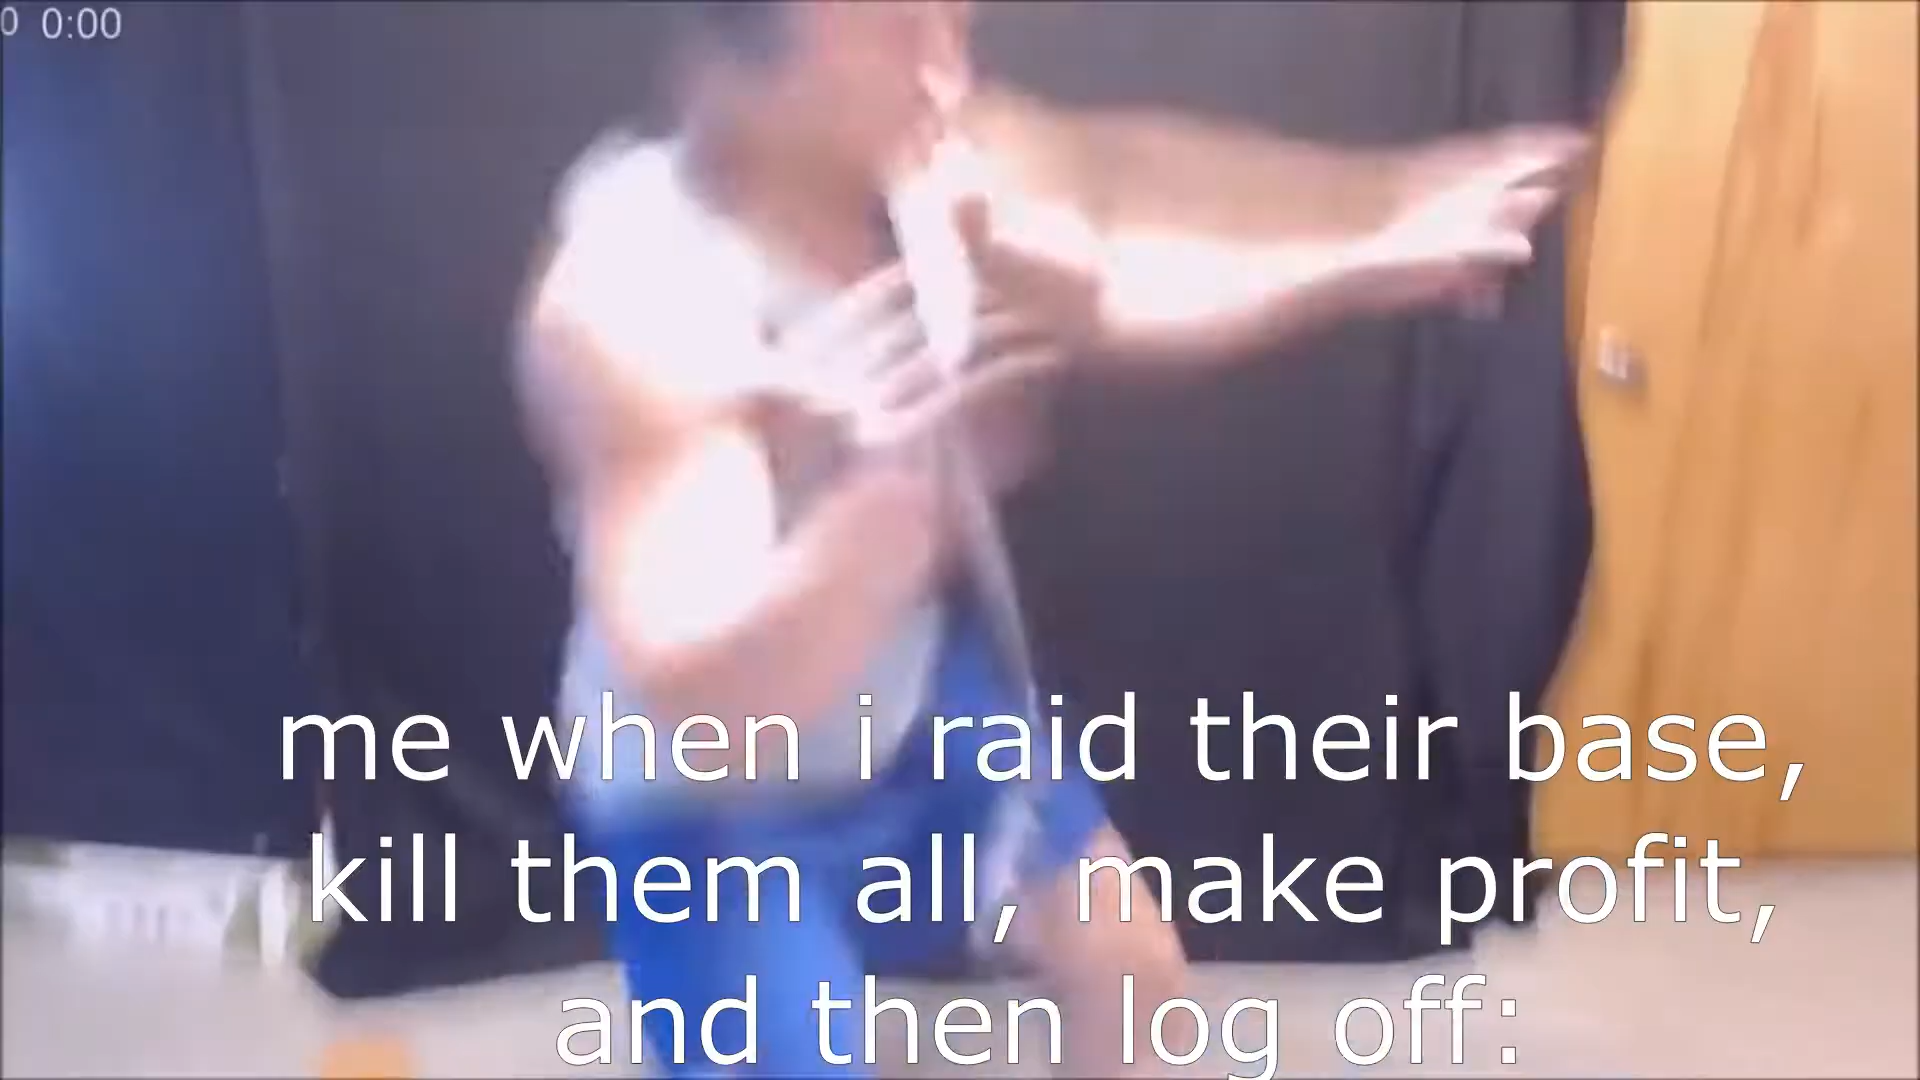 0 0:00
me when i raid their base,
kill them all, make profit,
and then log off: